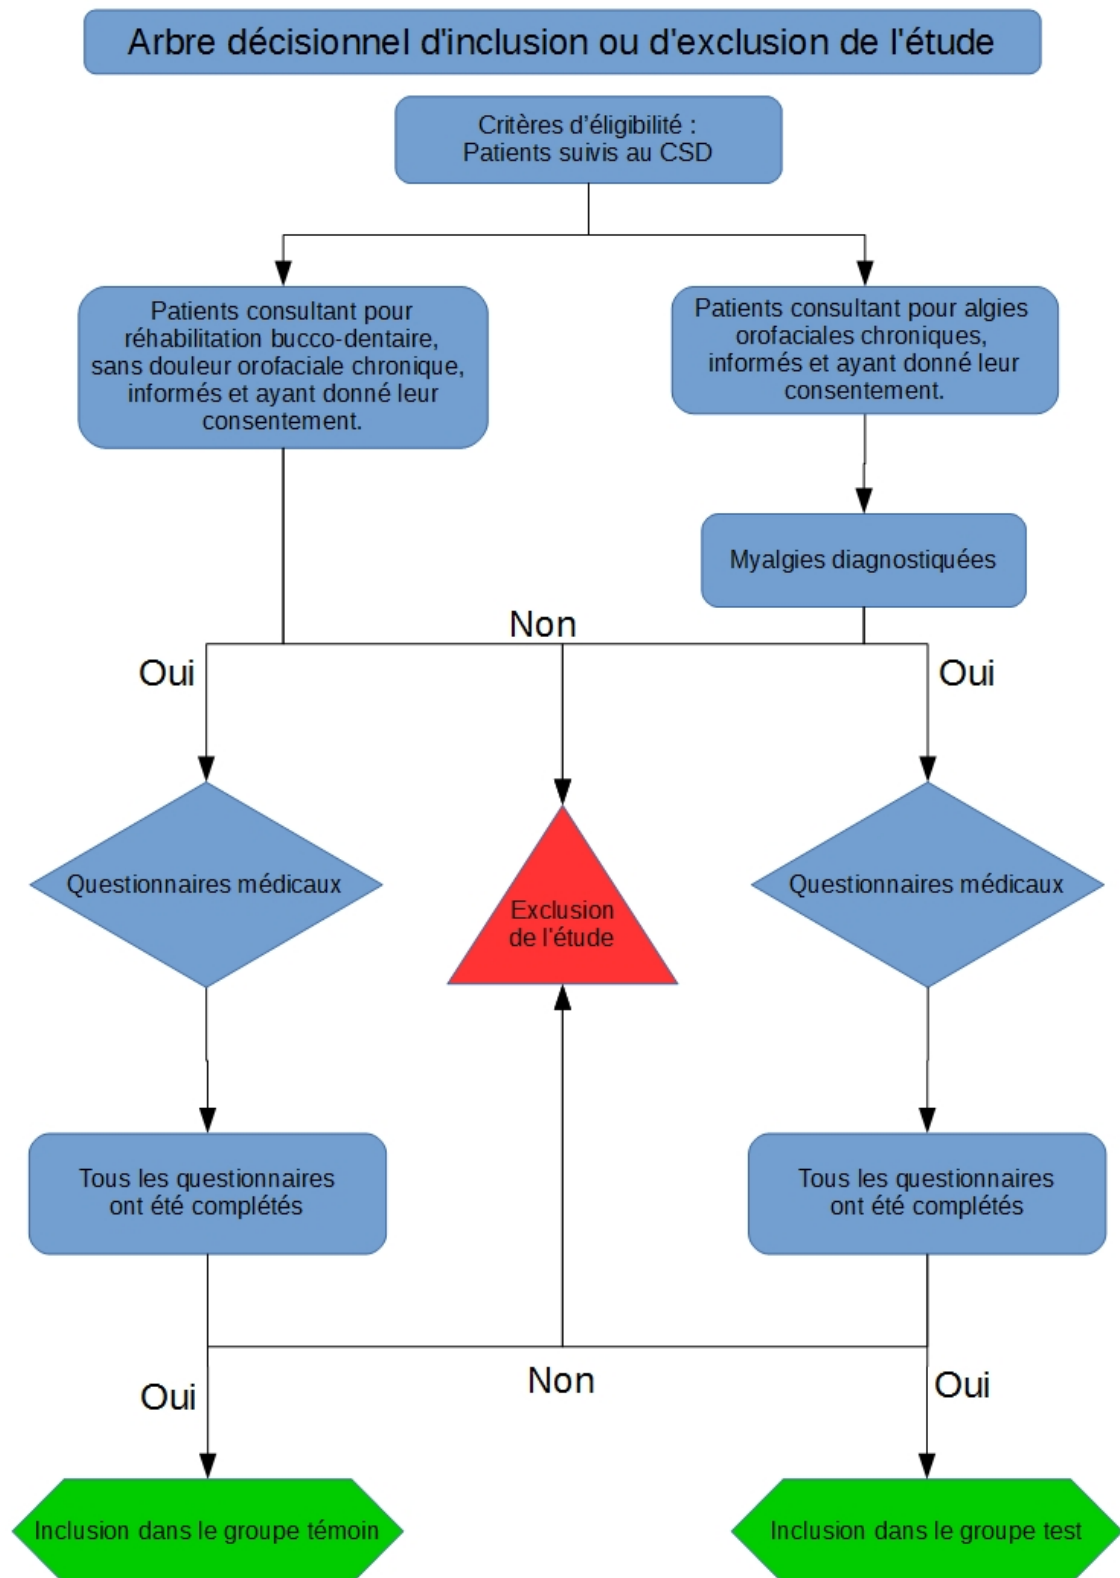 Arbre décisionnel d'inclusion ou d'exclusion de l'étude
Critères d’éligibilité :
Patients suivis au CSD
Patients consultant pour
réhabilitation bucco-dentaire,
sans douleur orofaciale chronique,
informés et ayant donné leur
consentement.
Patients consultant pour algies
orofaciales chroniques,
informés et ayant donné leur
consentement.
Myalgies diagnostiquées
Non
Oui
Oui
Questionnaires médicaux
Exclusion
de l'étude
Questionnaires médicaux
Tous les questionnaires
ont été complétés
Tous les questionnaires
ont été complétés
Oui
Non
Oui
Inclusion dans le groupe témoin
Inclusion dans le groupe test